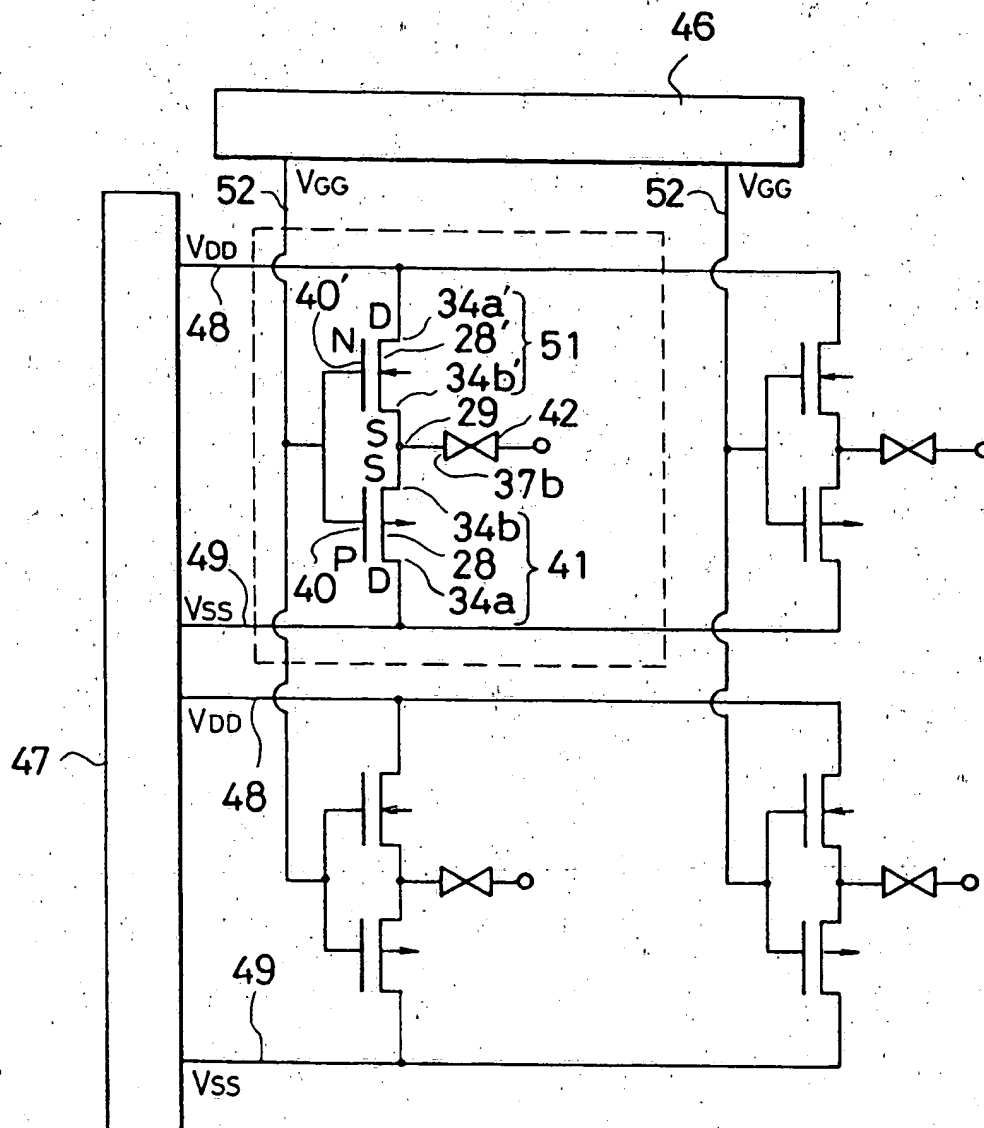 46
52 VGG 52 VGG
VDD
48
40' D 34a'
N 28' 51
34b'
S 29 42
S 37b
34b
P 28 41
40 D 34a
49
VSS
VDD
47
48
49
VSS